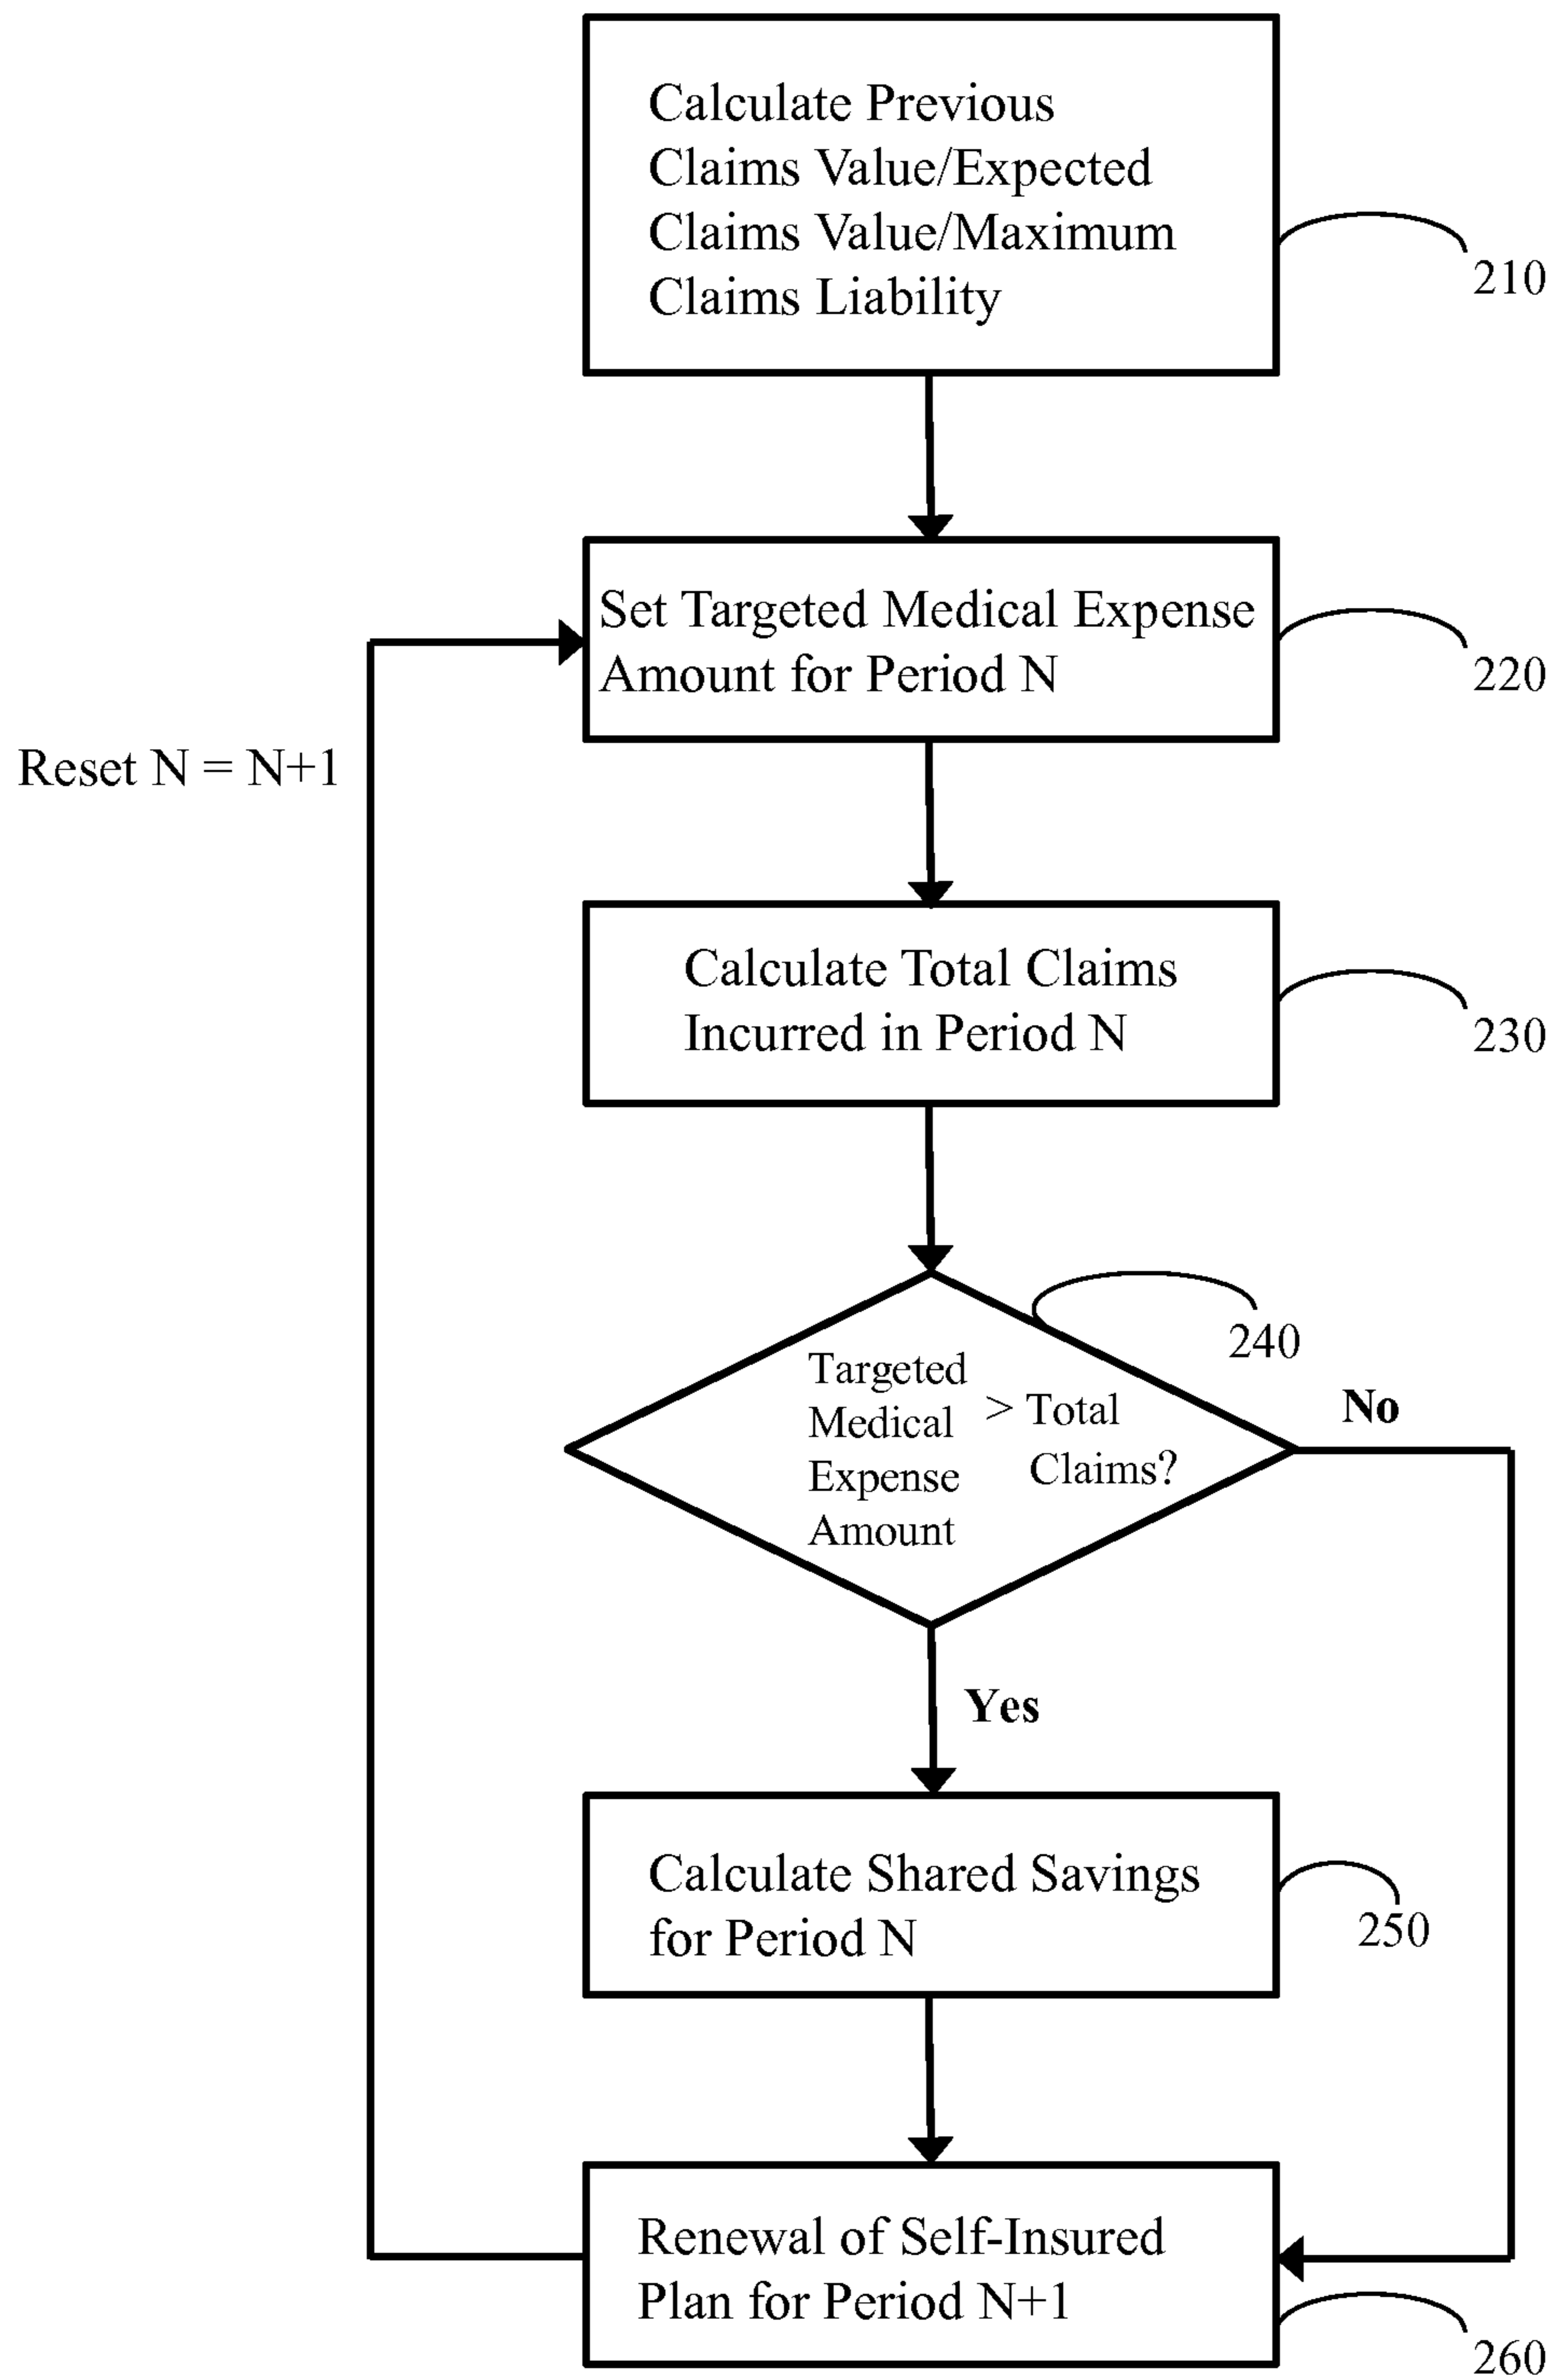 Calculate Previous
Claims Value/Expected
Claims Value/Maximum
Claims Liability
210
Set Targeted Medical Expense
Amount for Period N
220
Reset N = N+1
Calculate Total Claims
Incurred in Period N
230
240
Targeted
Medical
Expense
Amount
> Total
Claims?
No
Yes
Calculate Shared Savings
for Period N
250
Renewal of Self-Insured
Plan for Period N+1
260